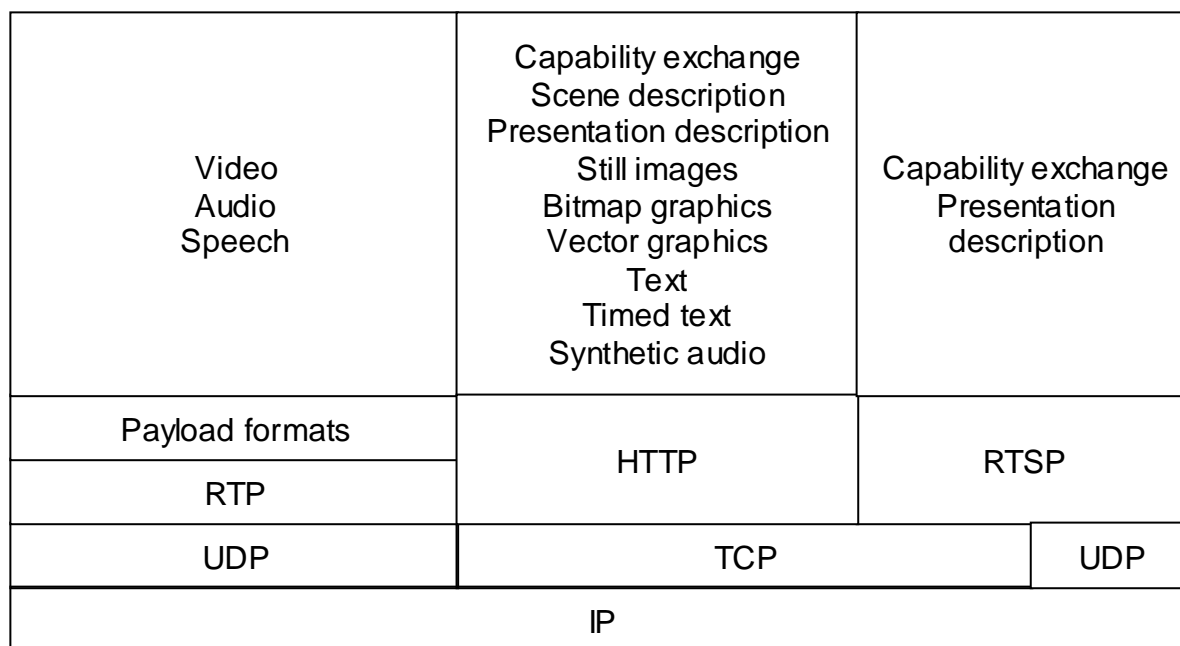 Video
Audio
Speech
Capability exchange
Scene description
Presentation description
Still images
Bitmap graphics
Vector graphics
Text
Timed text
Synthetic audio
Capability exchange
Presentation
description
Payload formats
RTP
HTTP
RTSP
UDP
TCP
UDP
IP